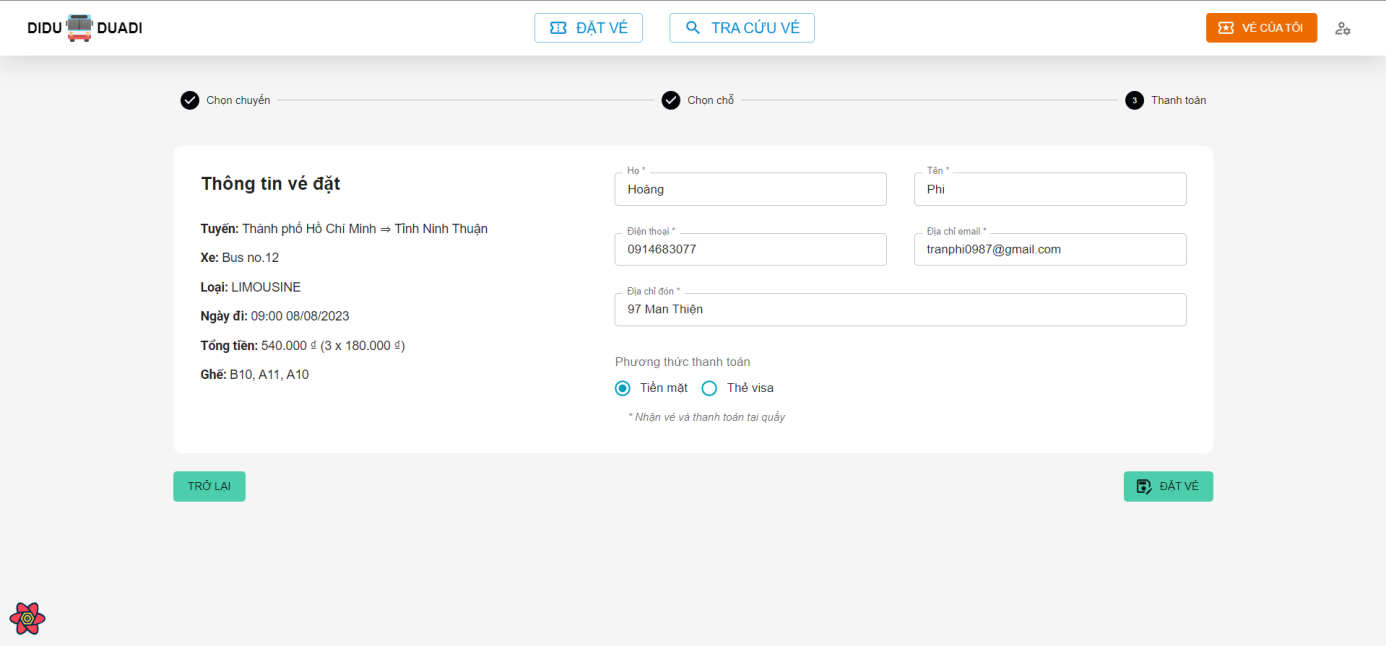 DIDU DUADI
ĐẶT VÉ
TRA CỨU VÉ
VÉ CỦA TÔI
Chọn chuyến
Chọn chỗ
3 Thanh toán
Thông tin vé đặt
Tuyến: Thành phố Hồ Chí Minh ⇒ Tỉnh Ninh Thuận
Xe: Bus no.12
Loại: LIMOUSINE
Ngày đi: 09:00 08/08/2023
Tổng tiền: 540.000 ₫ (3 x 180.000 ₫)
Ghế: B10, A11, A10
Họ *
Hoàng
Tên *
Phi
Điện thoại *
0914683077
Địa chỉ email *
tranphi0987@gmail.com
Địa chỉ đón *
97 Man Thiện
Phương thức thanh toán
Tiền mặt
Thẻ visa
* Nhận vé và thanh toán tại quầy
TRỞ LẠI
ĐẶT VÉ